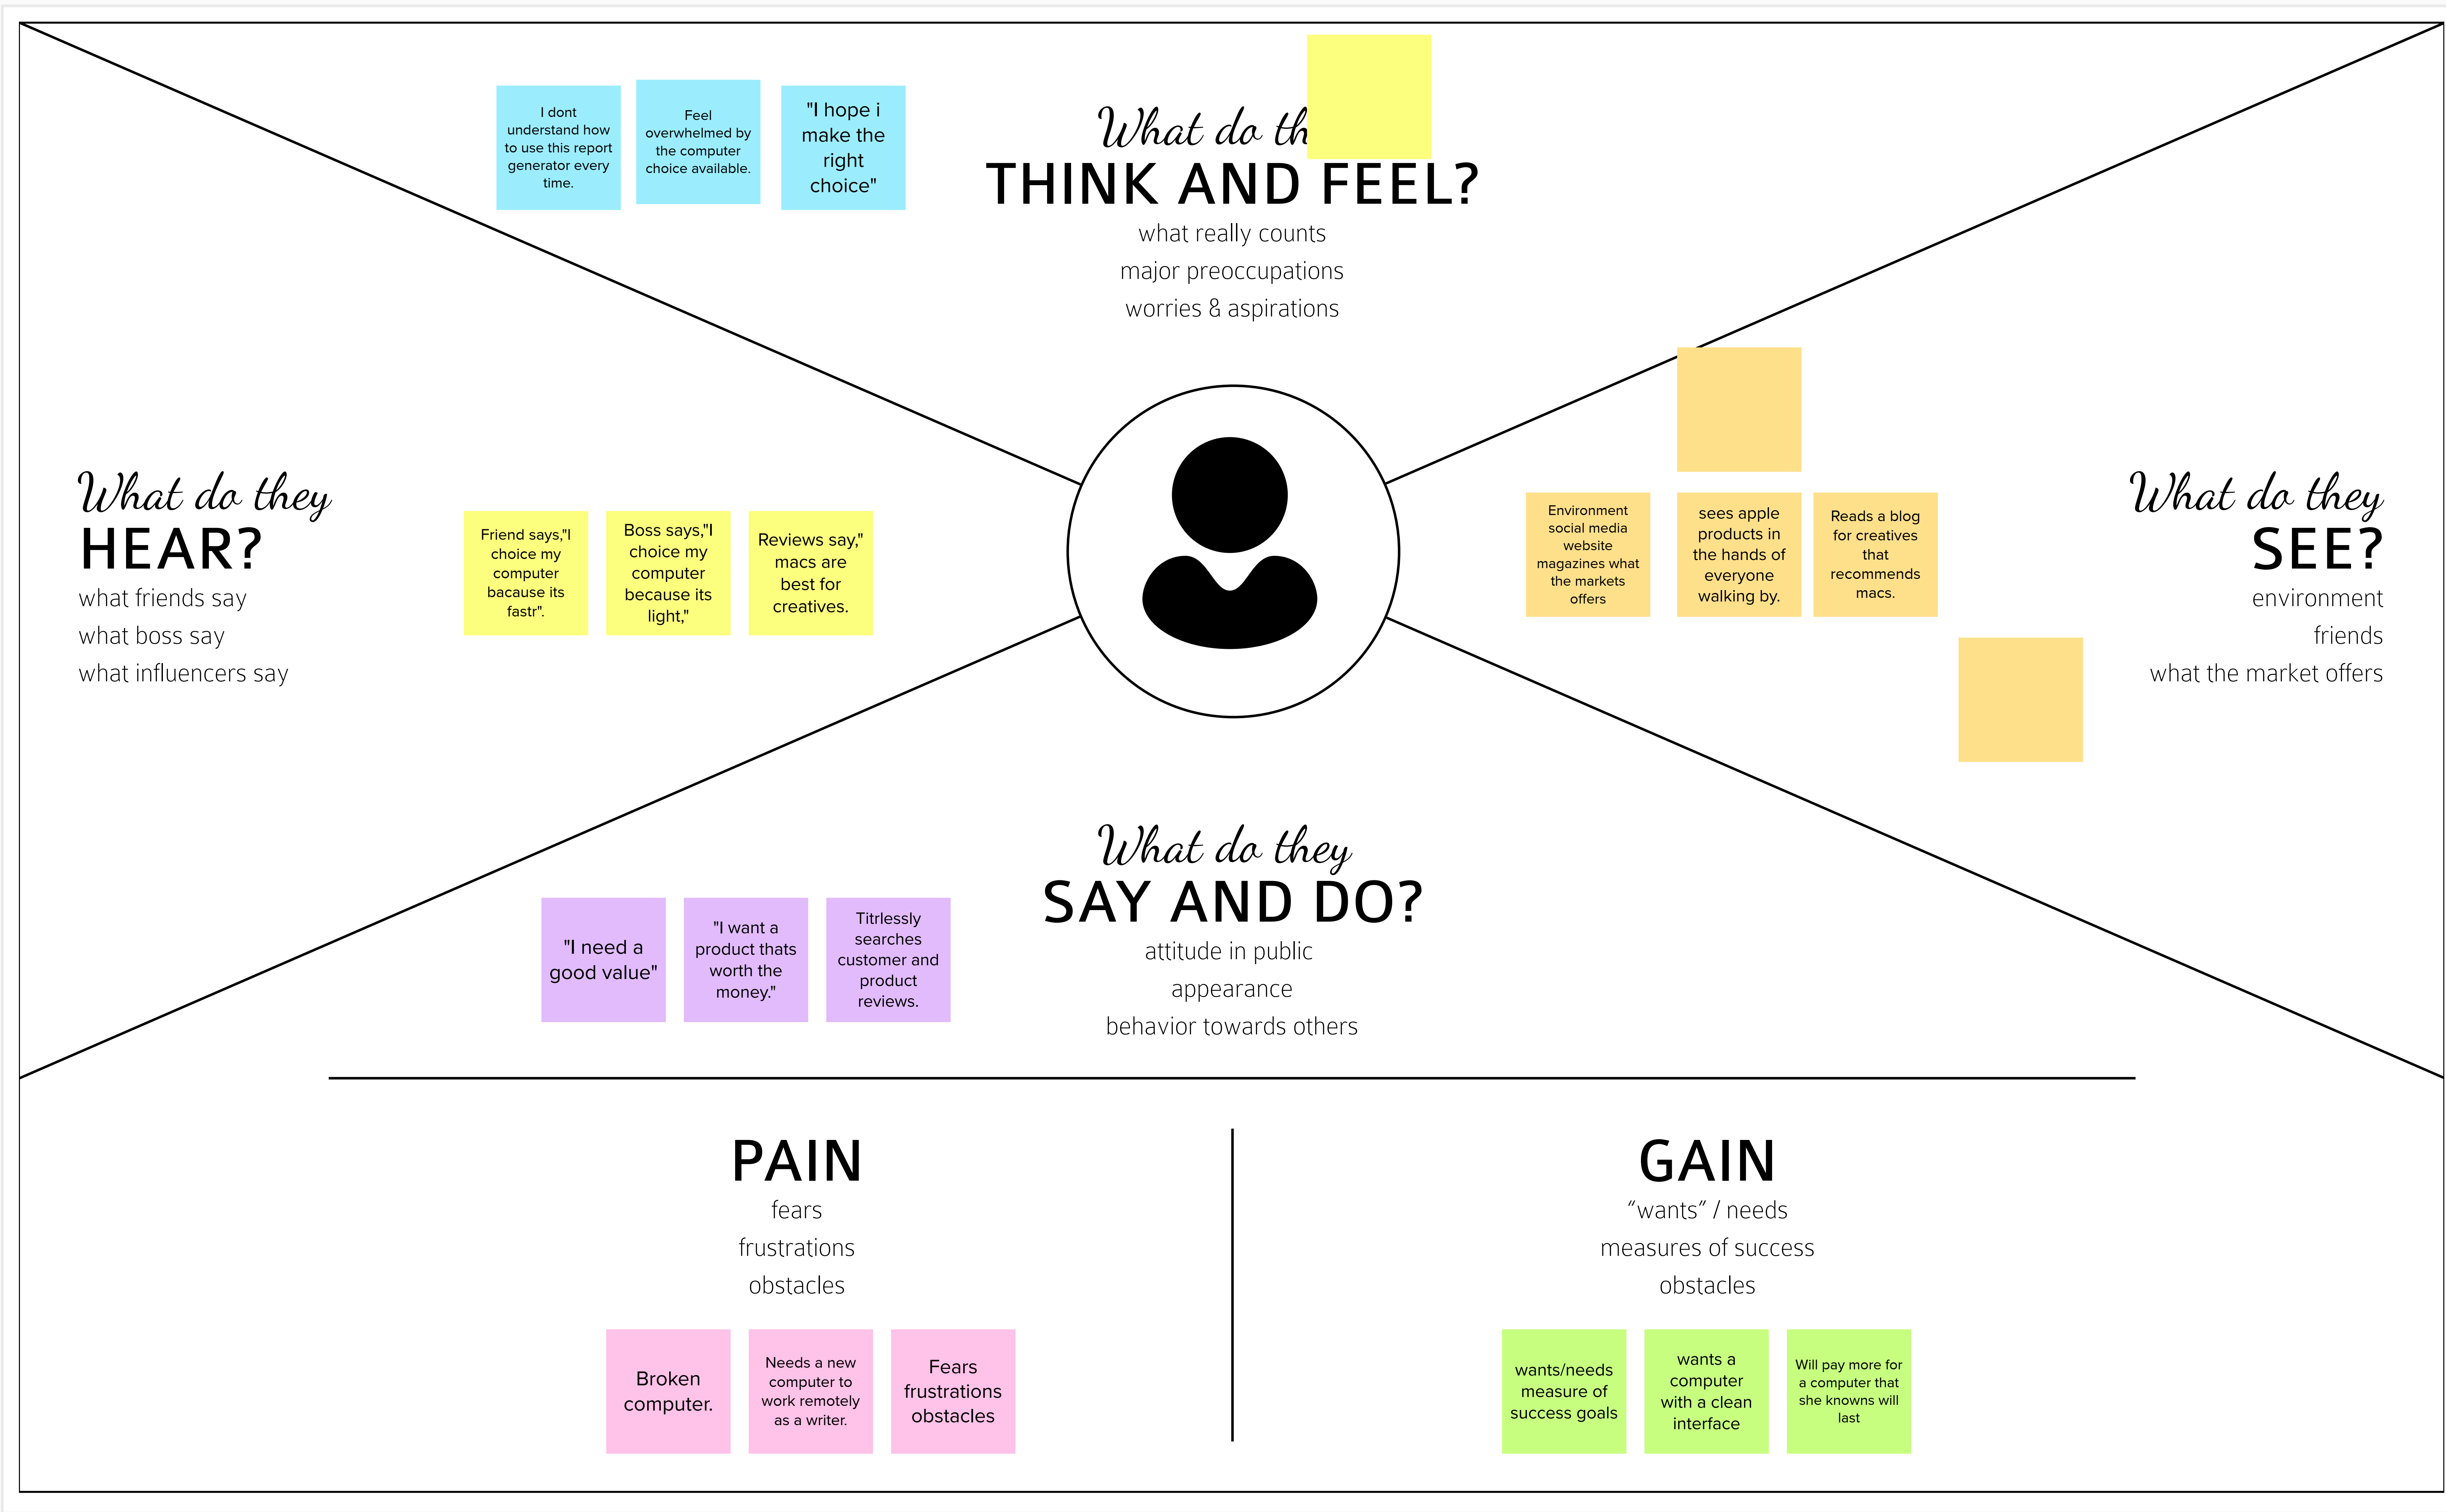 I dont
understand how
to use this report
generator every
time.
Feel
overwhelmed by
the computer
choice available.
"I hope i
make the
right
choice"
What do th
THINK AND FEEL?
what really counts
major preoccupations
worries & aspirations
What do they
HEAR?
what friends say
what boss say
what influencers say
Friend says,"I
choice my
computer
bacause its
fastr".
Boss says,"I
choice my
computer
because its
light,"
Reviews say,"
macs are
best for
creatives.
Environment
social media
website
magazines what
the markets
offers
sees apple
products in
the hands of
everyone
walking by.
Reads a blog
for creatives
that
recommends
macs.
What do they
SEE?
environment
friends
what the market offers
What do they
SAY AND DO?
attitude in public
appearance
behavior towards others
"I need a
good value"
"I want a
product thats
worth the
money."
Titrlessly
searches
customer and
product
reviews.
PAIN
fears
frustrations
obstacles
Broken
computer.
Needs a new
computer to
work remotely
as a writer.
Fears
frustrations
obstacles
GAIN
“wants” / needs
measures of success
obstacles
wants/needs
measure of
success goals
wants a
computer
with a clean
interface
Will pay more for
a computer that
she knowns will
last